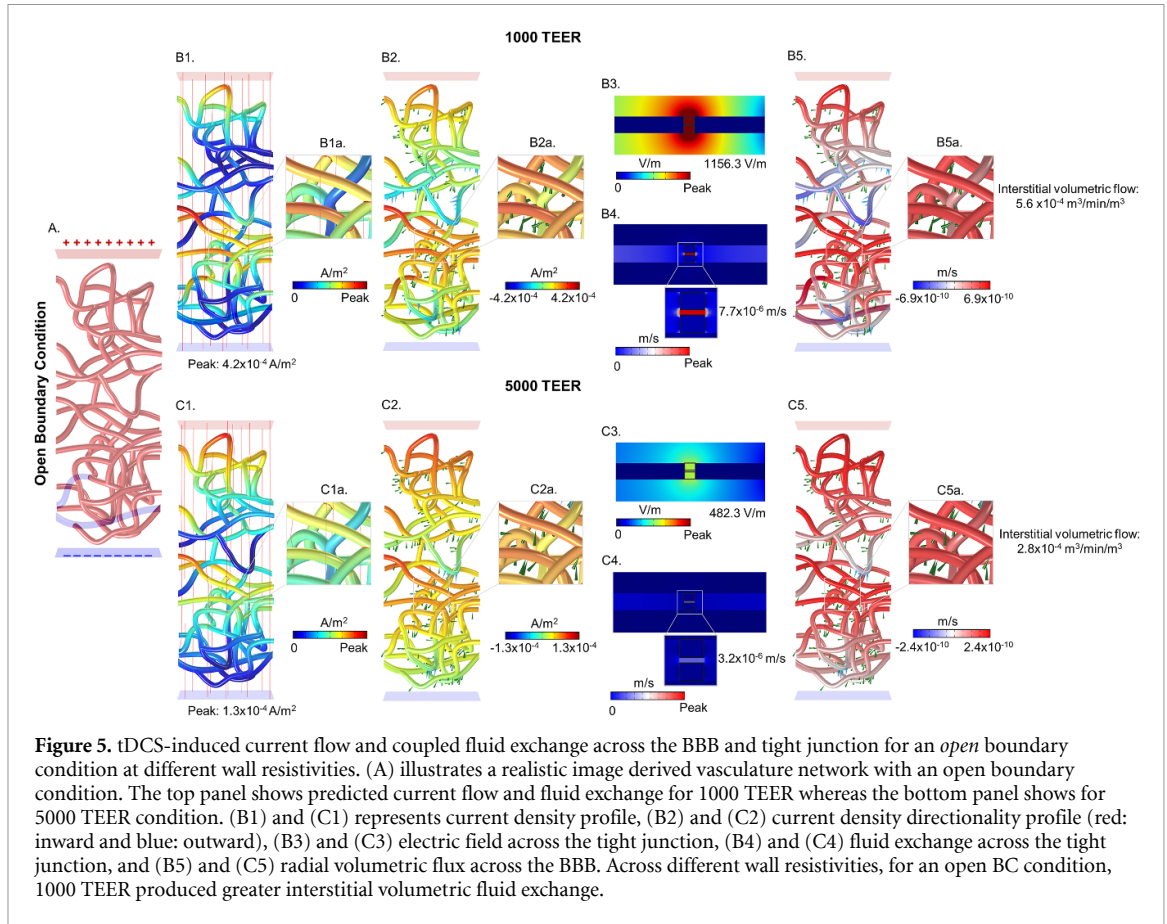 1000 TEER
B1.
B2.
B3.
B5.
B1a.
B2a.
B5a.
V/m
1156.3 V/m
0
Peak
Interstitial volumetric flow:
5.6 x10⁻⁴ m³/min/m³
A.
+ + + + + + + + + +
B4.
A/m²
0
Peak
A/m²
-4.2x10⁻⁴
4.2x10⁻⁴
7.7x10⁻⁶ m/s
m/s
0
Peak
m/s
-6.9x10⁻¹⁰
6.9x10⁻¹⁰
Peak: 4.2x10⁻⁴ A/m²
Open Boundary Condition
5000 TEER
C1.
C2.
C3.
C5.
C1a.
C2a.
C5a.
V/m
482.3 V/m
0
Peak
Interstitial volumetric flow:
2.8x10⁻⁴ m³/min/m³
C4.
A/m²
0
Peak
A/m²
-1.3x10⁻⁴
1.3x10⁻⁴
3.2x10⁻⁶ m/s
m/s
0
Peak
m/s
-2.4x10⁻¹⁰
2.4x10⁻¹⁰
Peak: 1.3x10⁻⁴ A/m²
Figure 5. tDCS-induced current flow and coupled fluid exchange across the BBB and tight junction for an open boundary
condition at different wall resistivities. (A) illustrates a realistic image derived vasculature network with an open boundary
condition. The top panel shows predicted current flow and fluid exchange for 1000 TEER whereas the bottom panel shows for
5000 TEER condition. (B1) and (C1) represents current density profile, (B2) and (C2) current density directionality profile (red:
inward and blue: outward), (B3) and (C3) electric field across the tight junction, (B4) and (C4) fluid exchange across the tight
junction, and (B5) and (C5) radial volumetric flux across the BBB. Across different wall resistivities, for an open BC condition,
1000 TEER produced greater interstitial volumetric fluid exchange.